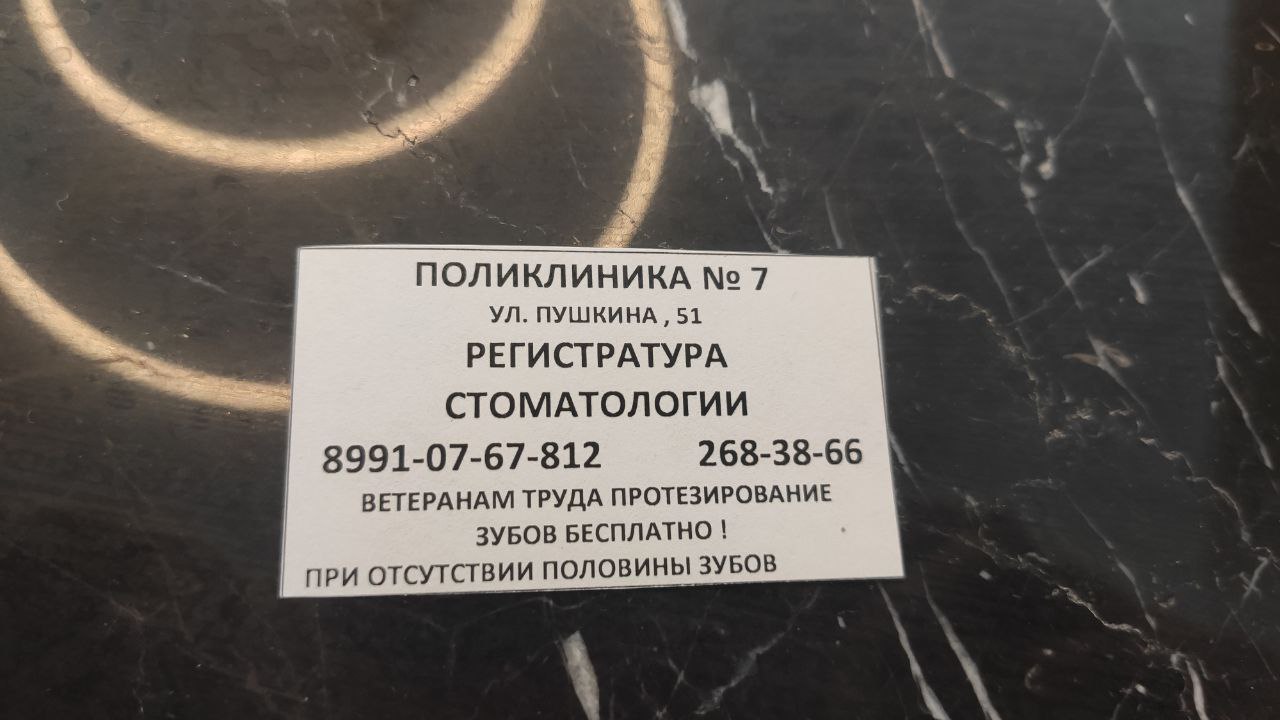 ПОЛИКЛИНИКА № 7
УЛ. ПУШКИНА , 51
РЕГИСТРАТУРА
СТОМАТОЛОГИИ
8991-07-67-812 268-38-66
ВЕТЕРАНАМ ТРУДА ПРОТЕЗИРОВАНИЕ
ЗУБОВ БЕСПЛАТНО !
ПРИ ОТСУТСТВИИ ПОЛОВИНЫ ЗУБОВ